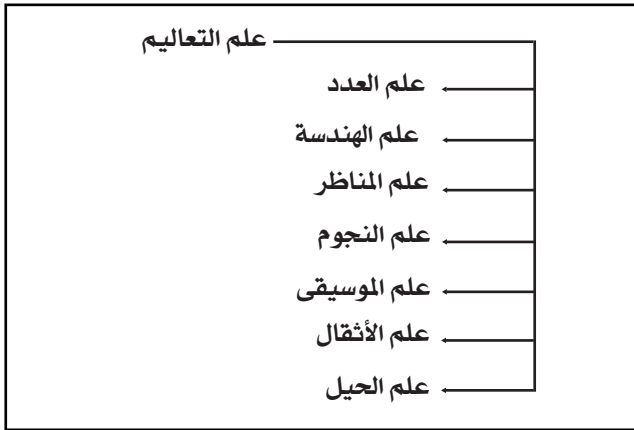 علم التعاليم
علم العدد
علم الهندسة
علم المناظر
علم النجوم
علم الموسيقى
علم الأثقال
علم الحيل